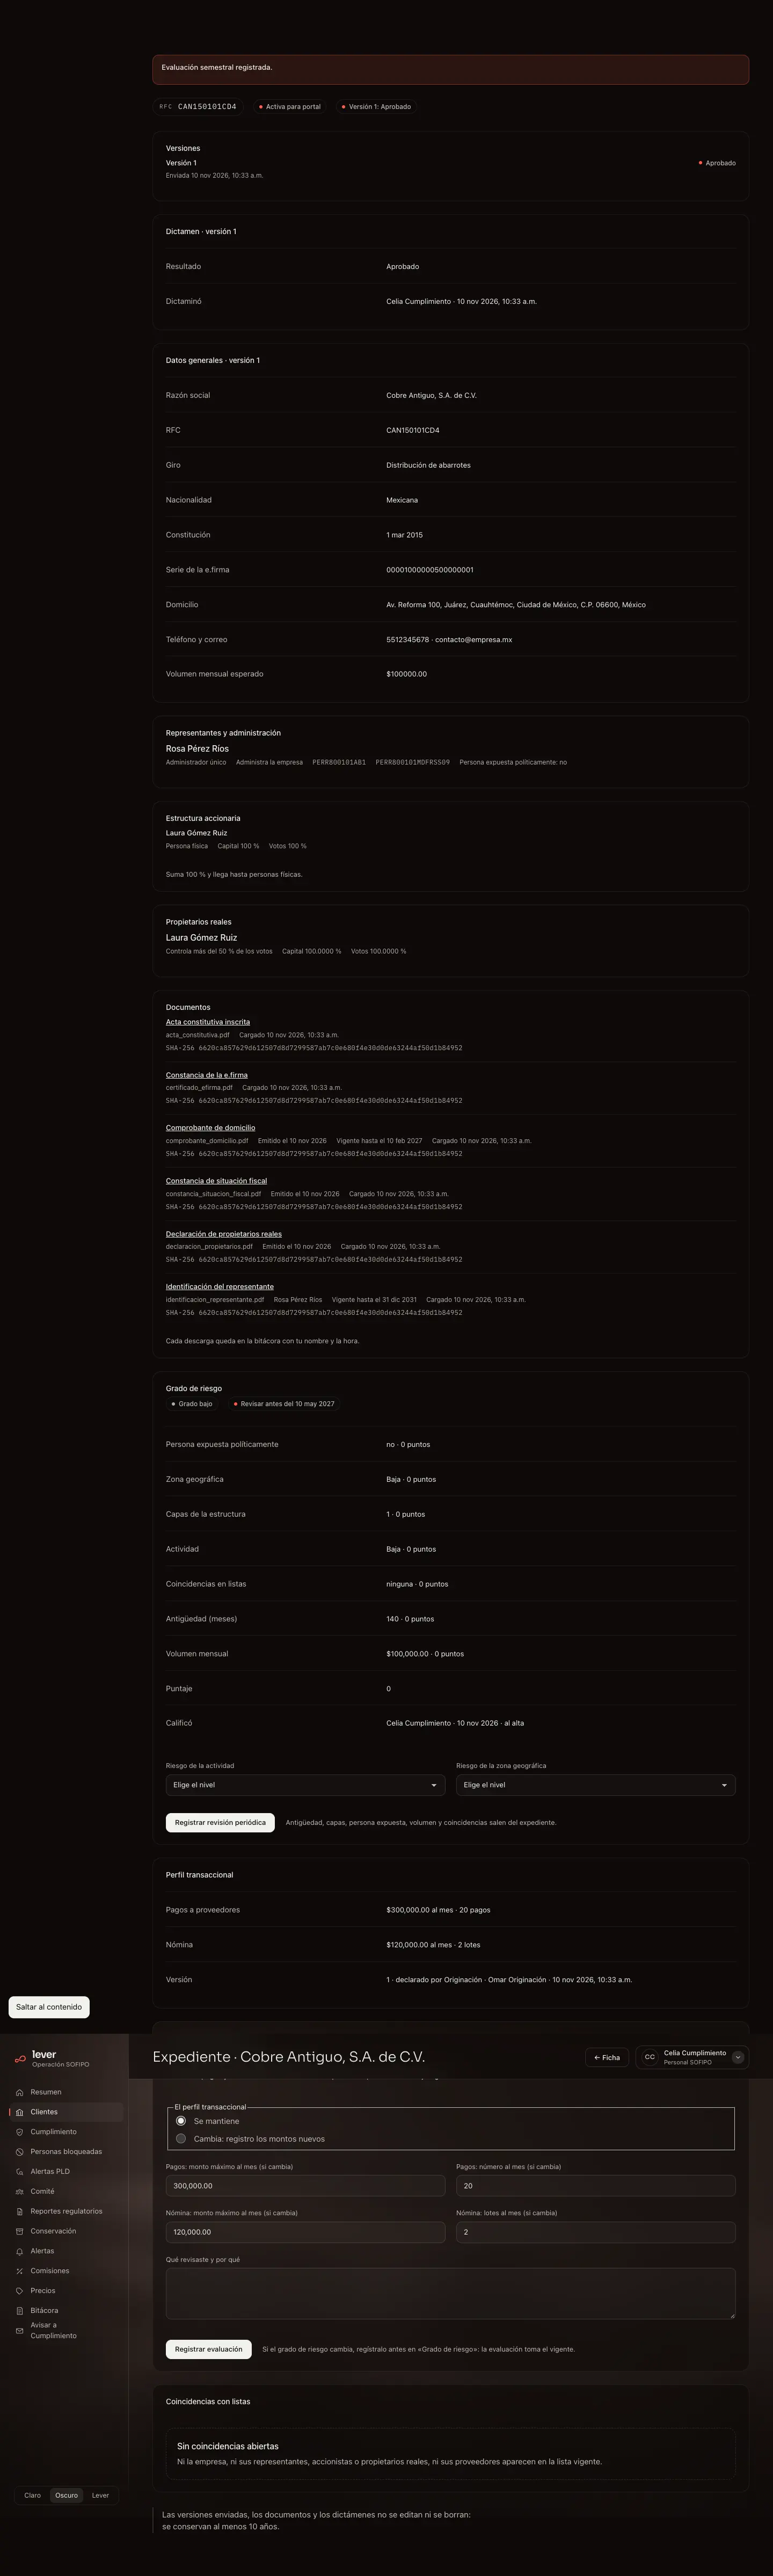 Evaluación semestral registrada.
RFC CAN150101CD4
Activa para portal
Versión 1: Aprobado
Versiones
Versión 1
Aprobado
Enviada 10 nov 2026, 10:33 a.m.
Dictamen · versión 1
Resultado
Aprobado
Dictaminó
Celia Cumplimiento · 10 nov 2026, 10:33 a.m.
Datos generales · versión 1
Razón social
Cobre Antiguo, S.A. de C.V.
RFC
CAN150101CD4
Giro
Distribución de abarrotes
Nacionalidad
Mexicana
Constitución
1 mar 2015
Serie de la e.firma
00001000000500000001
Domicilio
Av. Reforma 100, Juárez, Cuauhtémoc, Ciudad de México, C.P. 06600, México
Teléfono y correo
5512345678 · contacto@empresa.mx
Volumen mensual esperado
$100000.00
Representantes y administración
Rosa Pérez Ríos
Administrador único Administra la empresa PERR800101AB1 PERR800101MDFRSS09 Persona expuesta políticamente: no
Estructura accionaria
Laura Gómez Ruiz
Persona física Capital 100 % Votos 100 %
Suma 100 % y llega hasta personas físicas.
Propietarios reales
Laura Gómez Ruiz
Controla más del 50 % de los votos Capital 100.0000 % Votos 100.0000 %
Documentos
Acta constitutiva inscrita
acta_constitutiva.pdf Cargado 10 nov 2026, 10:33 a.m.
SHA-256 6620ca857629d612507d8d7299587ab7c0e680f4e30d0de63244af50d1b84952
Constancia de la e.firma
certificado_efirma.pdf Cargado 10 nov 2026, 10:33 a.m.
SHA-256 6620ca857629d612507d8d7299587ab7c0e680f4e30d0de63244af50d1b84952
Comprobante de domicilio
comprobante_domicilio.pdf Emitido el 10 nov 2026 Vigente hasta el 10 feb 2027 Cargado 10 nov 2026, 10:33 a.m.
SHA-256 6620ca857629d612507d8d7299587ab7c0e680f4e30d0de63244af50d1b84952
Constancia de situación fiscal
constancia_situacion_fiscal.pdf Emitido el 10 nov 2026 Cargado 10 nov 2026, 10:33 a.m.
SHA-256 6620ca857629d612507d8d7299587ab7c0e680f4e30d0de63244af50d1b84952
Declaración de propietarios reales
declaracion_propietarios.pdf Emitido el 10 nov 2026 Cargado 10 nov 2026, 10:33 a.m.
SHA-256 6620ca857629d612507d8d7299587ab7c0e680f4e30d0de63244af50d1b84952
Identificación del representante
identificacion_representante.pdf Rosa Pérez Ríos Vigente hasta el 31 dic 2031 Cargado 10 nov 2026, 10:33 a.m.
SHA-256 6620ca857629d612507d8d7299587ab7c0e680f4e30d0de63244af50d1b84952
Cada descarga queda en la bitácora con tu nombre y la hora.
Grado de riesgo
Grado bajo
Revisar antes del 10 may 2027
Persona expuesta políticamente
no · 0 puntos
Zona geográfica
Baja · 0 puntos
Capas de la estructura
1 · 0 puntos
Actividad
Baja · 0 puntos
Coincidencias en listas
ninguna · 0 puntos
Antigüedad (meses)
140 · 0 puntos
Volumen mensual
$100,000.00 · 0 puntos
Puntaje
0
Calificó
Celia Cumplimiento · 10 nov 2026 · al alta
Riesgo de la actividad
Riesgo de la zona geográfica
Elige el nivel
Elige el nivel
Registrar revisión periódica
Antigüedad, capas, persona expuesta, volumen y coincidencias salen del expediente.
Perfil transaccional
Pagos a proveedores
$300,000.00 al mes · 20 pagos
Nómina
$120,000.00 al mes · 2 lotes
Versión
1 · declarado por Originación · Omar Originación · 10 nov 2026, 10:33 a.m.
Saltar al contenido
lever
Operación SOFIPO
Resumen
Clientes
Cumplimiento
Personas bloqueadas
Alertas PLD
Comité
Reportes regulatorios
Conservación
Alertas
Comisiones
Precios
Bitácora
Avisar a
Cumplimiento
Claro
Oscuro
Lever
Expediente · Cobre Antiguo, S.A. de C.V.
← Ficha
CC
Celia Cumplimiento
Personal SOFIPO
El perfil transaccional
Se mantiene
Cambia: registro los montos nuevos
Pagos: monto máximo al mes (si cambia)
Pagos: número al mes (si cambia)
300,000.00
20
Nómina: monto máximo al mes (si cambia)
Nómina: lotes al mes (si cambia)
120,000.00
2
Qué revisaste y por qué
Registrar evaluación
Si el grado de riesgo cambia, regístralo antes en «Grado de riesgo»: la evaluación toma el vigente.
Coincidencias con listas
Sin coincidencias abiertas
Ni la empresa, ni sus representantes, accionistas o propietarios reales, ni sus proveedores aparecen en la lista vigente.
Las versiones enviadas, los documentos y los dictámenes no se editan ni se borran:
se conservan al menos 10 años.